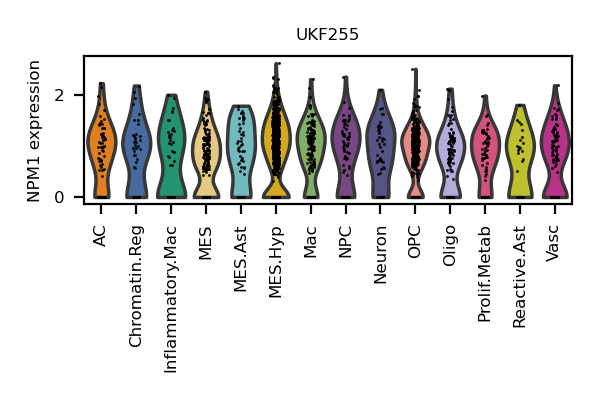 UKF255
NPM1 expression
2
0
AC
Chromatin.Reg
Inflammatory.Mac
MES
MES.Ast
MES.Hyp
Mac
NPC
Neuron
OPC
Oligo
Prolif.Metab
Reactive.Ast
Vasc